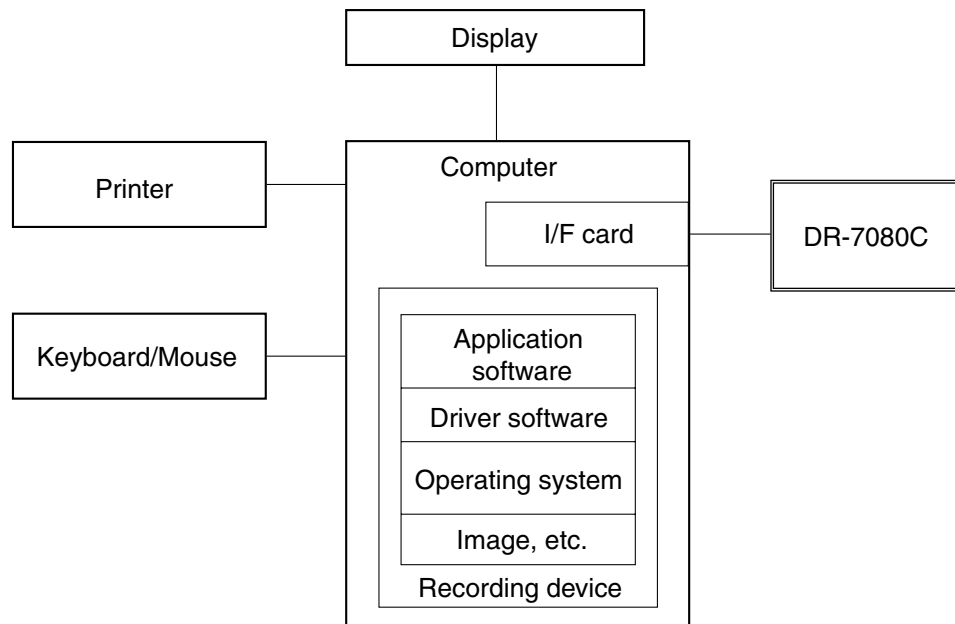 Display
Computer
Printer
I/F card
DR-7080C
Keyboard/Mouse
Application
software
Driver software
Operating system
Image, etc.
Recording device